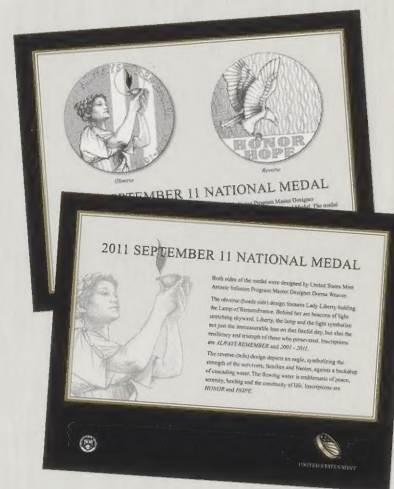 Obverse
Reverse
HONOR
HOPE
SEPTEMBER 11 NATIONAL MEDAL
Program Master Designer
Medal. The medal
2011 SEPTEMBER 11 NATIONAL MEDAL
Both sides of the medal were designed by United States Mint
Artistic Infusion Program Master Designer Donna Weaver.
The obverse (heads side) design features Lady Liberty holding
the Lamp of Remembrance. Behind her are beacons of light
stretching skyward. Liberty, the lamp and the light symbolize
not just the immeasurable loss on that fateful day, but also the
resiliency and triumph of those who persevered. Inscriptions
are ALWAYS REMEMBER and 2001 - 2011.
The reverse (tails) design depicts an eagle, symbolizing the
strength of the survivors, families and Nation, against a backdrop
of cascading water. The flowing water is emblematic of peace,
serenity, healing and the continuity of life. Inscriptions are
HONOR and HOPE.
UNITED STATES MINT